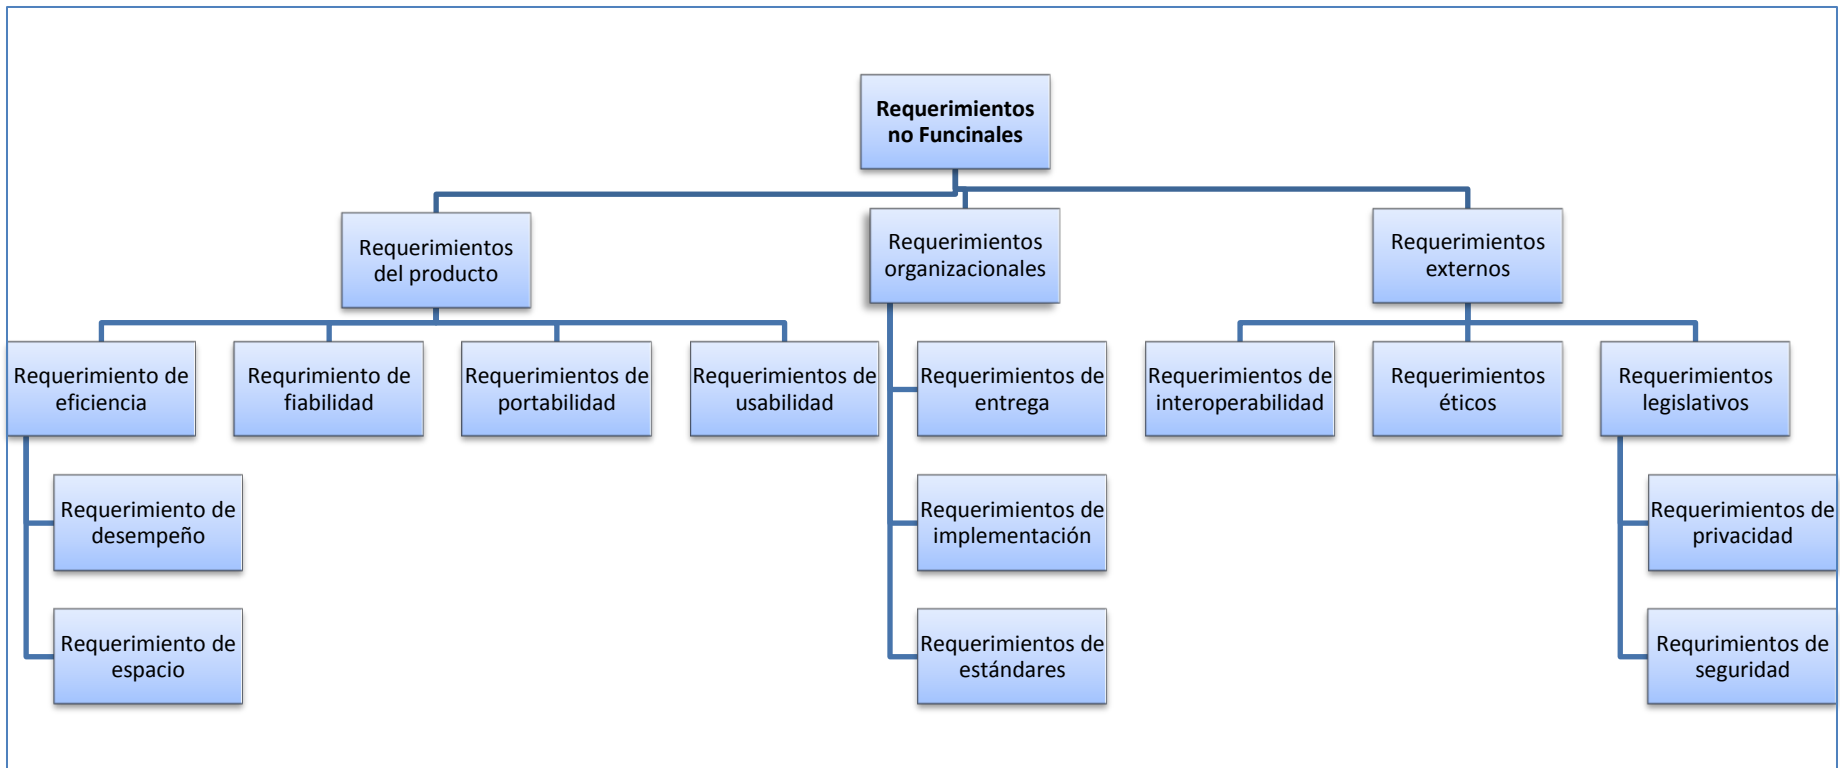 Requerimientos
no Funcinales
Requerimientos
del producto
Requerimientos
organizacionales
Requerimientos
externos
Requerimiento de
eficiencia
Requrimiento de
fiabilidad
Requerimientos de
portabilidad
Requerimientos de
usabilidad
Requerimientos de
entrega
Requerimientos de
interoperabilidad
Requerimientos
éticos
Requerimientos
legislativos
Requerimiento de
desempeño
Requerimientos de
implementación
Requerimientos de
privacidad
Requerimiento de
espacio
Requerimientos de
estándares
Requrimientos de
seguridad